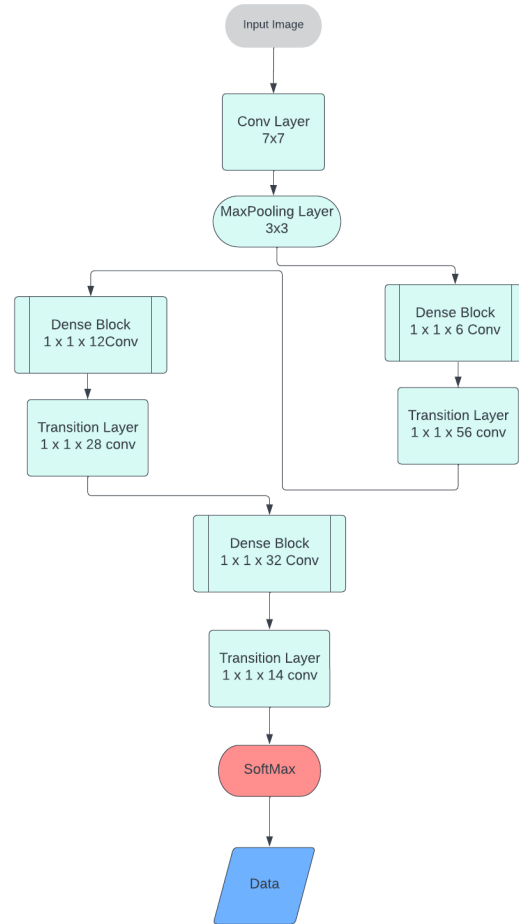 Input Image
Conv Layer
7x7
MaxPooling Layer
3x3
Dense Block
1 x 1 x 6 Conv
Transition Layer
1 x 1 x 56 conv
Dense Block
1 x 1 x 12Conv
Transition Layer
1 x 1 x 28 conv
Dense Block
1 x 1 x 32 Conv
Transition Layer
1 x 1 x 14 conv
SoftMax
Data